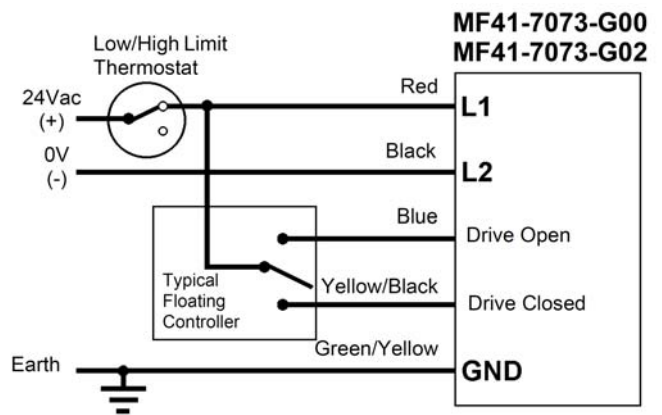 MF41-7073-G00
MF41-7073-G02
Low/High Limit
Thermostat
24Vac
(+)
Red
L1
0V
(-)
Black
L2
Blue
Drive Open
Typical
Floating
Controller
Yellow/Black
Drive Closed
Earth
Green/Yellow
GND